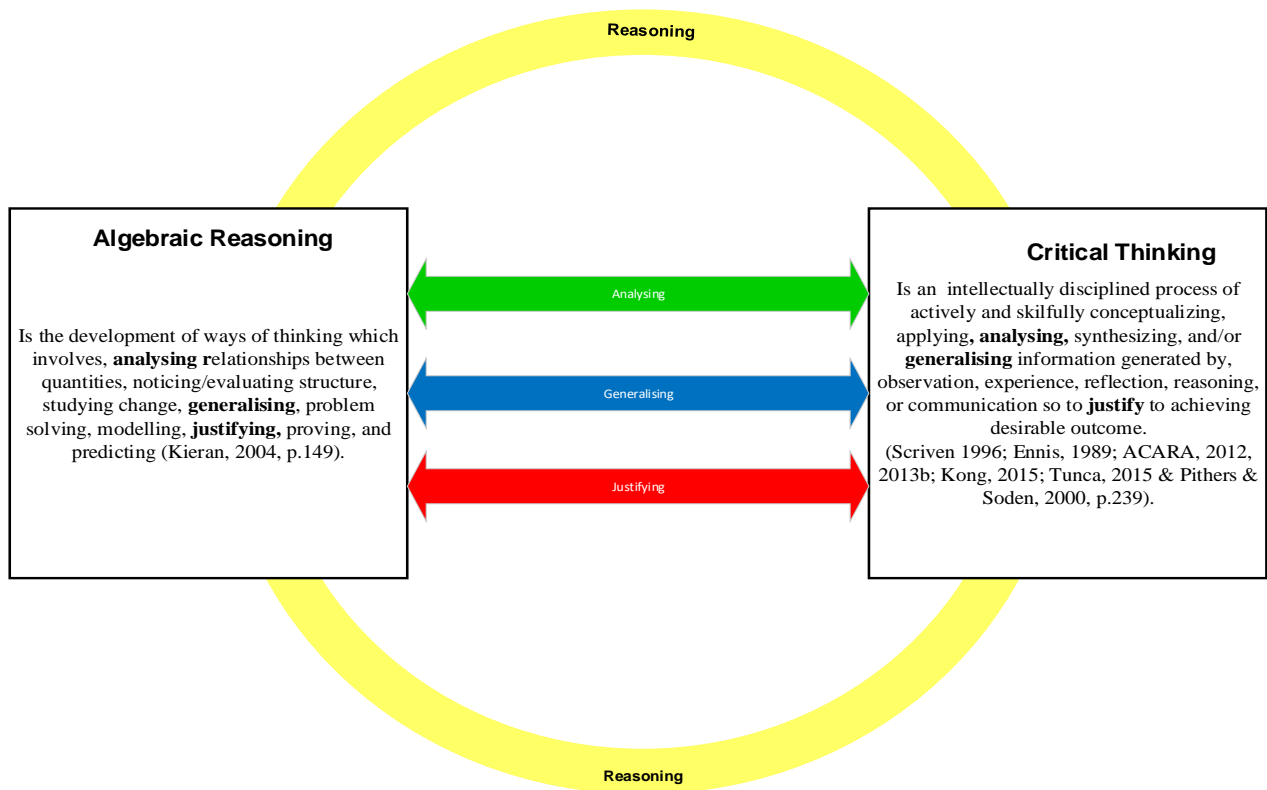 Reasoning
Algebraic Reasoning
Is the development of ways of thinking which
involves, analysing relationships between
quantities, noticing/evaluating structure,
studying change, generalising, problem
solving, modelling, justifying, proving, and
predicting (Kieran, 2004, p.149).
Analysing
Generalising
Justifying
Critical Thinking
Is an intellectually disciplined process of
actively and skilfully conceptualizing,
applying, analysing, synthesizing, and/or
generalising information generated by,
observation, experience, reflection, reasoning,
or communication so to justify to achieving
desirable outcome.
(Scriven 1996; Ennis, 1989; ACARA, 2012,
2013b; Kong, 2015; Tunca, 2015 & Pithers &
Soden, 2000, p.239).
Reasoning